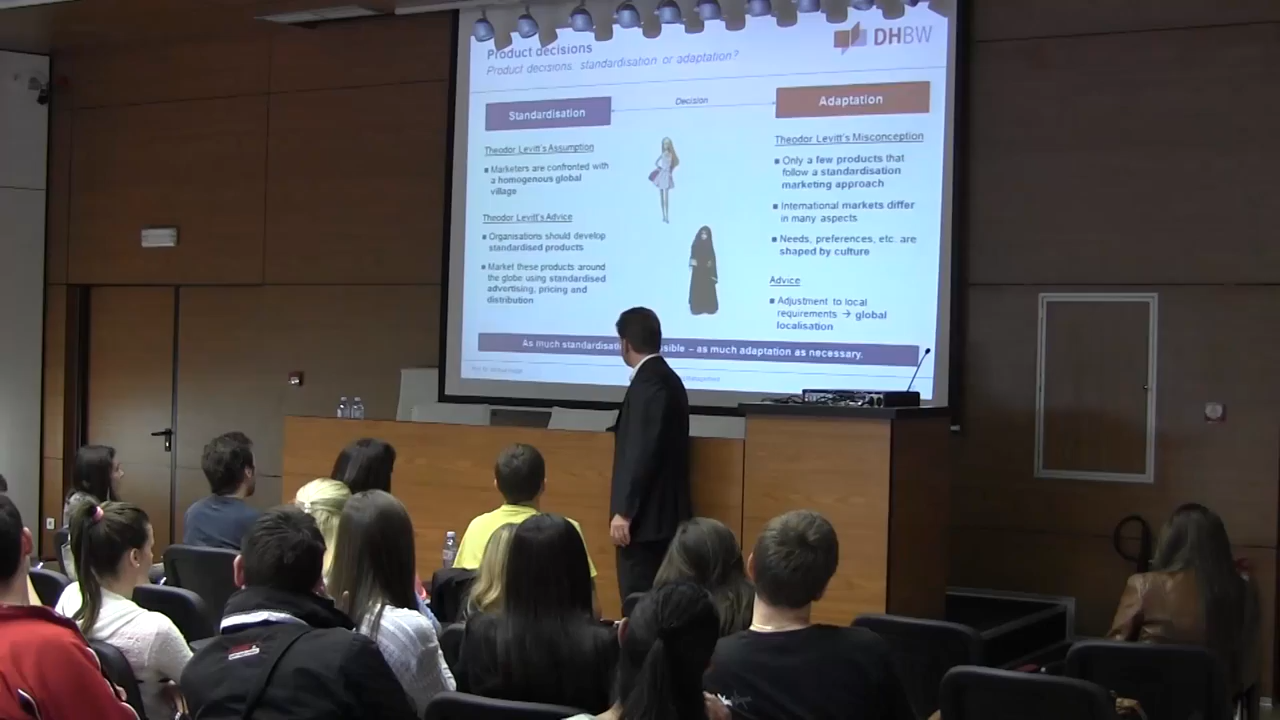 Product decisions
Product decisions: standardisation or adaptation?
DHBW
Standardisation
Decision
Adaptation
Theodor Levitt's Assumption
■ Marketers are confronted with
a homogenous global
village
Theodor Levitt's Advice
■ Organisations should develop
standardised products
■ Market these products around
the globe using standardised
advertising, pricing and
distribution
Theodor Levitt's Misconception
■ Only a few products that
follow a standardisation
marketing approach
■ International markets differ
in many aspects
■ Needs, preferences, etc. are
shaped by culture
Advice
■ Adjustment to local
requirements → global
localisation
As much standardisati ssible – as much adaptation as necessary.
Management